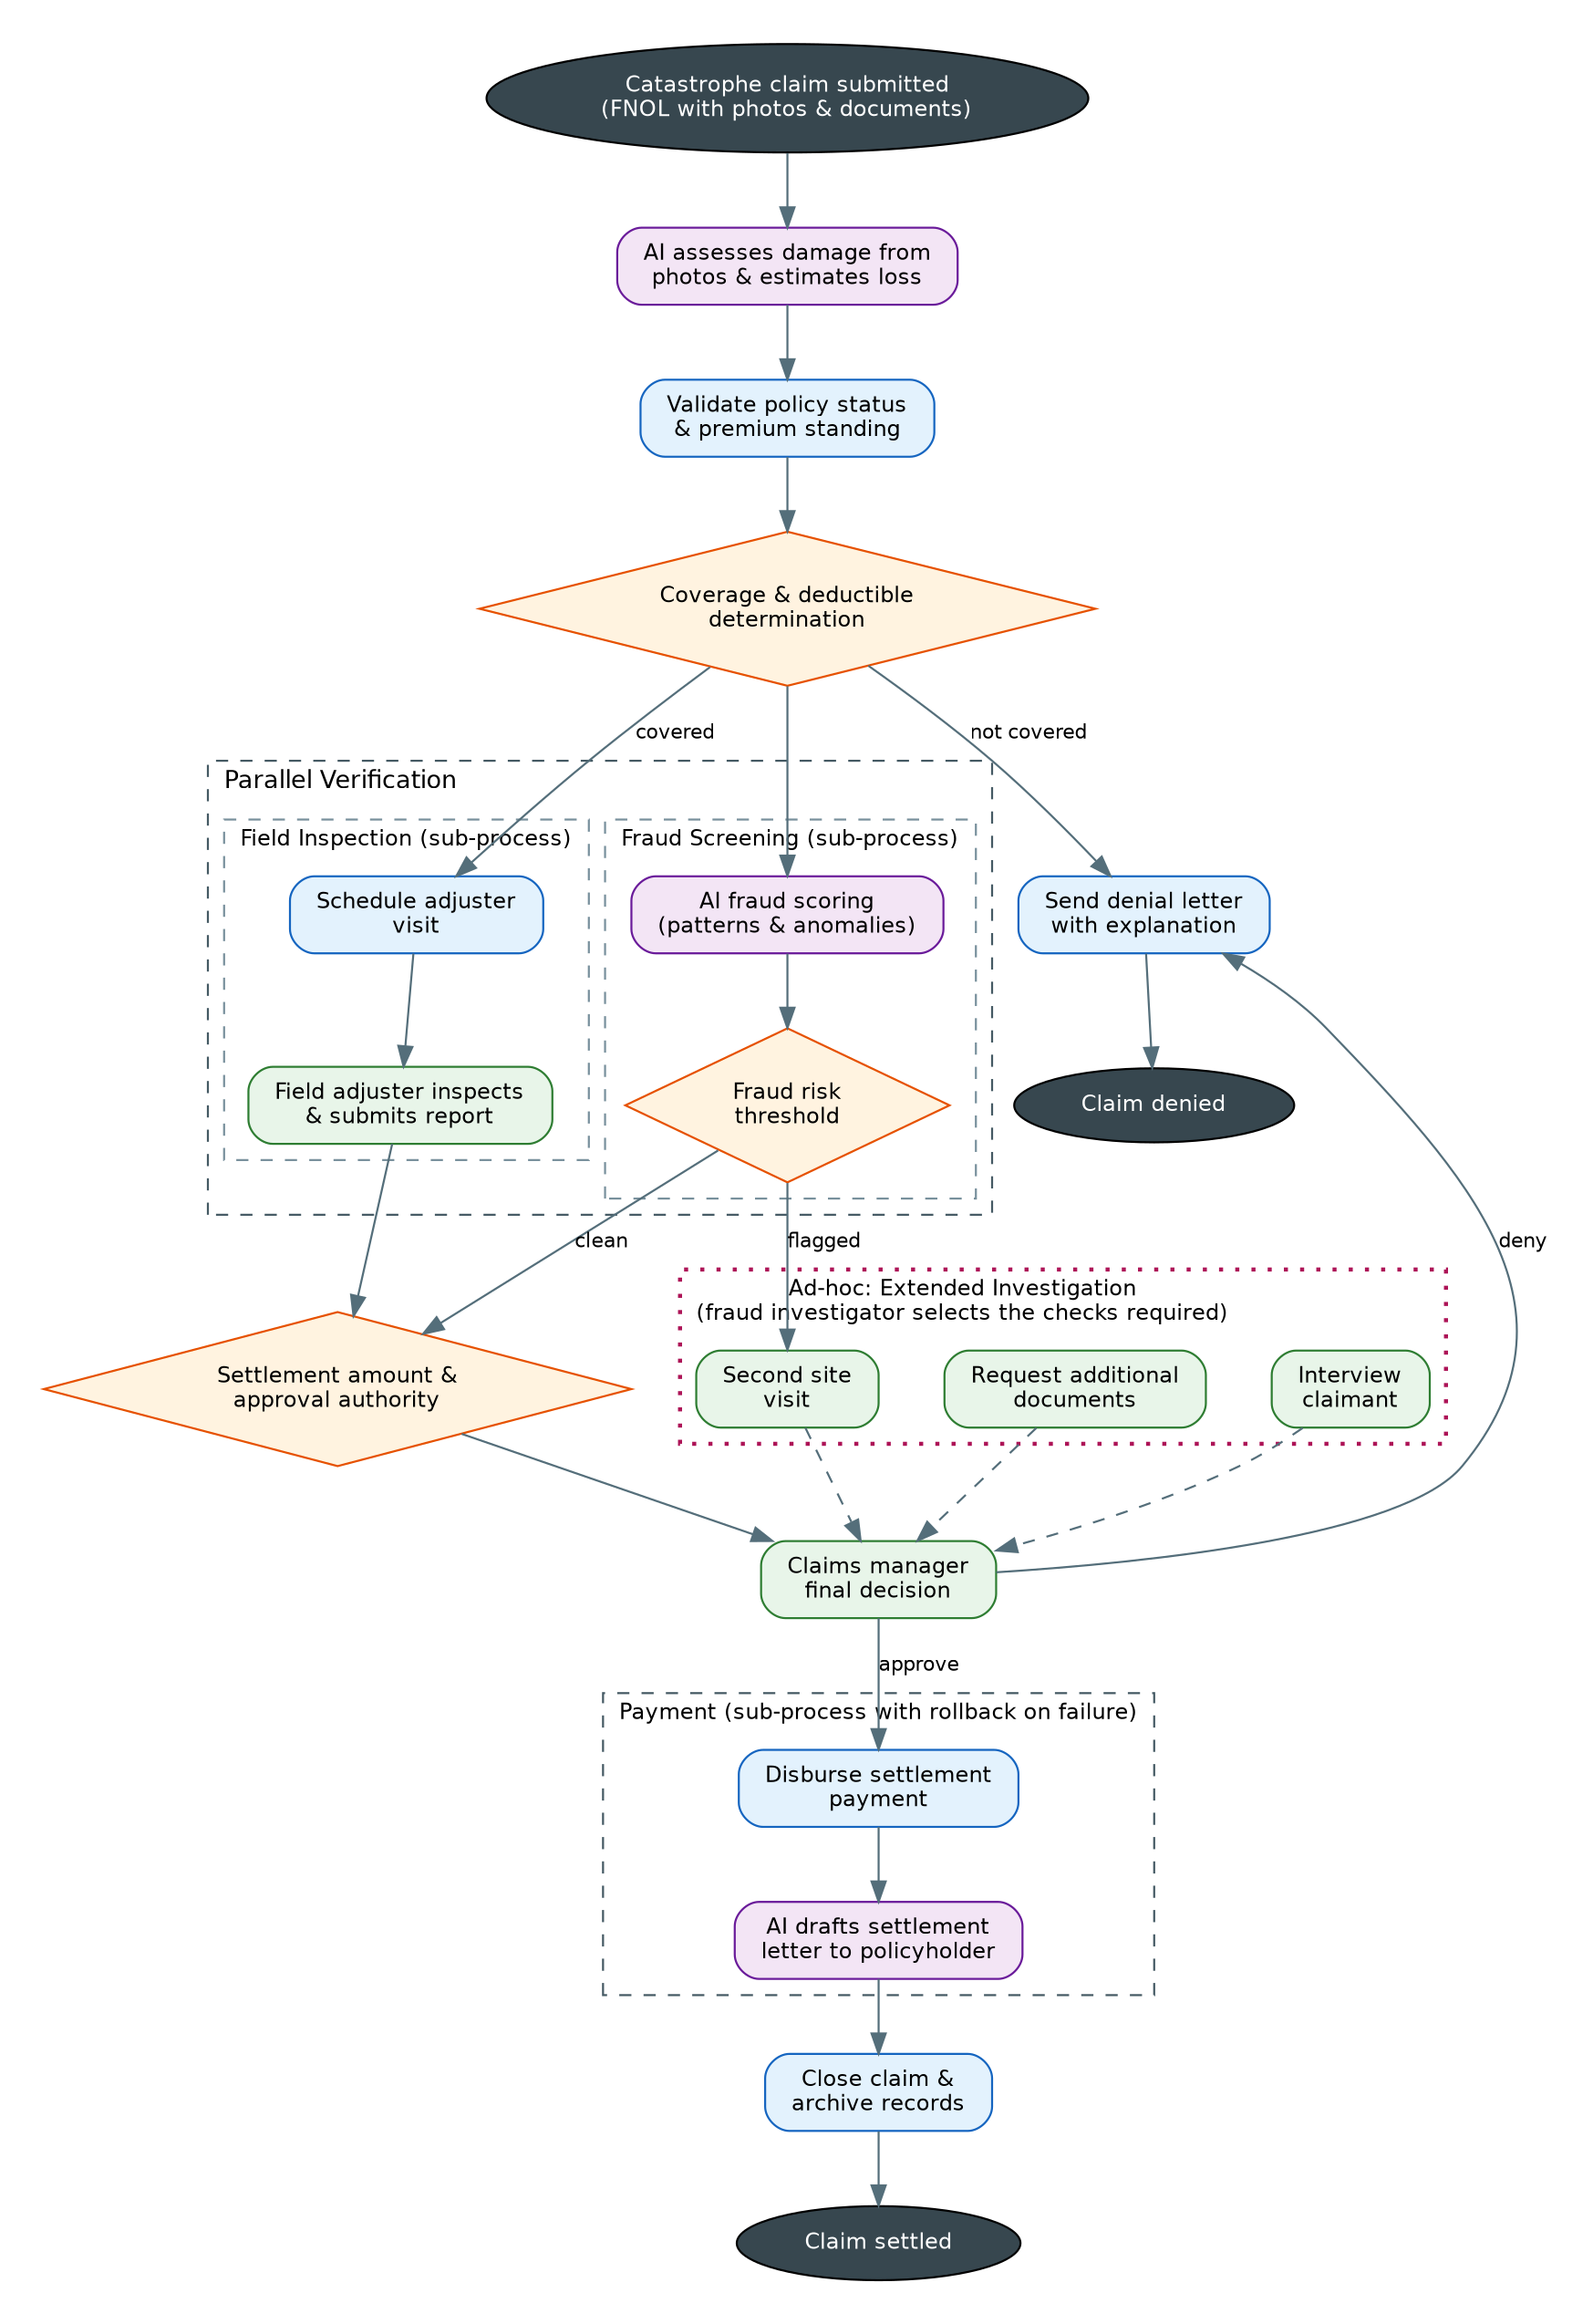 Catastrophe claim submitted
(FNOL with photos & documents)
AI assesses damage from
photos & estimates loss
Validate policy status
& premium standing
Coverage & deductible
determination
covered
not covered
Parallel Verification
Field Inspection (sub-process)
Fraud Screening (sub-process)
Schedule adjuster
visit
AI fraud scoring
(patterns & anomalies)
Send denial letter
with explanation
Field adjuster inspects
& submits report
Fraud risk
threshold
Claim denied
clean
flagged
deny
Ad-hoc: Extended Investigation
(fraud investigator selects the checks required)
Settlement amount &
approval authority
Second site
visit
Request additional
documents
Interview
claimant
Claims manager
final decision
approve
Payment (sub-process with rollback on failure)
Disburse settlement
payment
AI drafts settlement
letter to policyholder
Close claim &
archive records
Claim settled